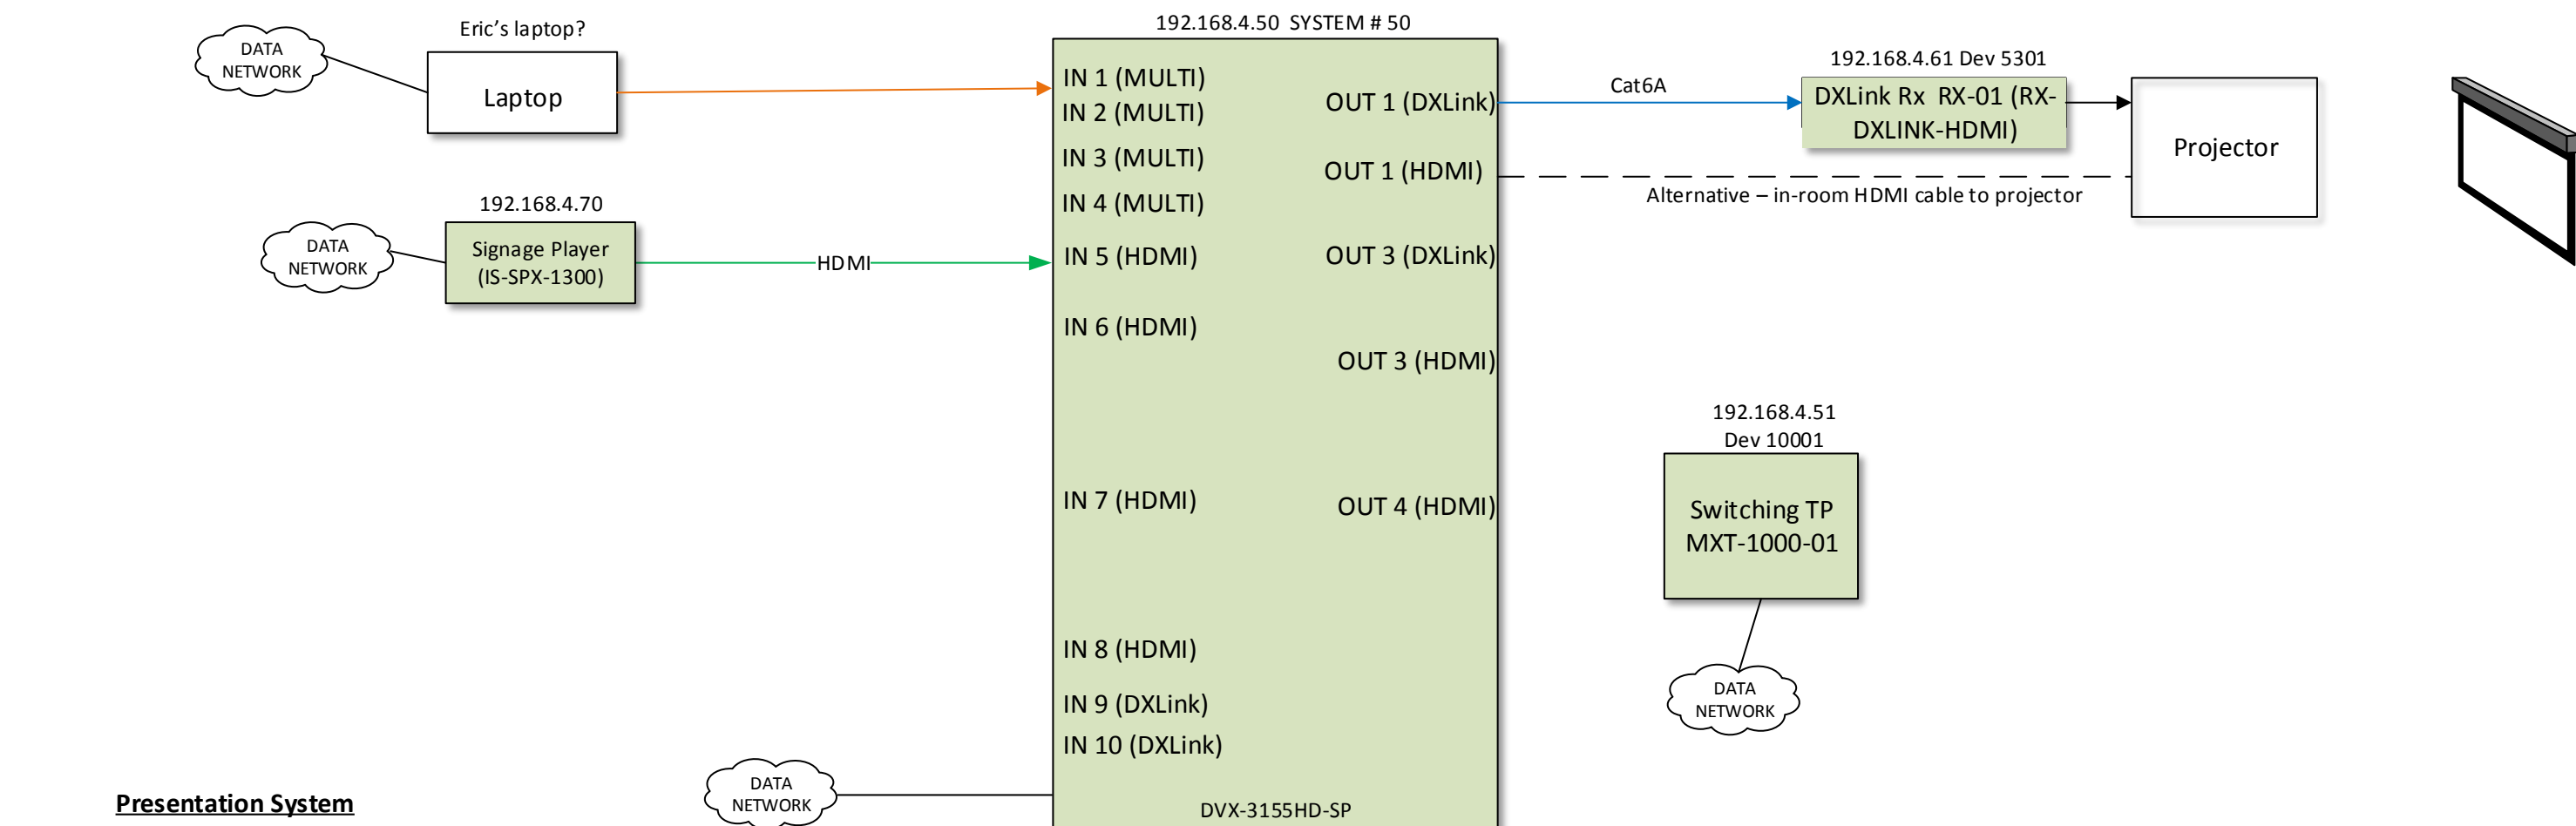 192.168.4.50 SYSTEM # 50
Eric's laptop?
DATA
NETWORK
Laptop
192.168.4.70
DATA
NETWORK
Signage Player
(IS-SPX-1300)
HDMI
IN 1 (MULTI)
IN 2 (MULTI)
IN 3 (MULTI)
IN 4 (MULTI)
IN 5 (HDMI)
IN 6 (HDMI)
IN 7 (HDMI)
IN 8 (HDMI)
IN 9 (DXLink)
IN 10 (DXLink)
OUT 1 (DXLink)
OUT 1 (HDMI)
OUT 3 (DXLink)
OUT 3 (HDMI)
OUT 4 (HDMI)
DVX-3155HD-SP
Cat6A
192.168.4.61 Dev 5301
DXLink Rx RX-01 (RX-
DXLINK-HDMI)
Projector
Alternative – in-room HDMI cable to projector
192.168.4.51
Dev 10001
Switching TP
MXT-1000-01
DATA
NETWORK
DATA
NETWORK
Presentation System